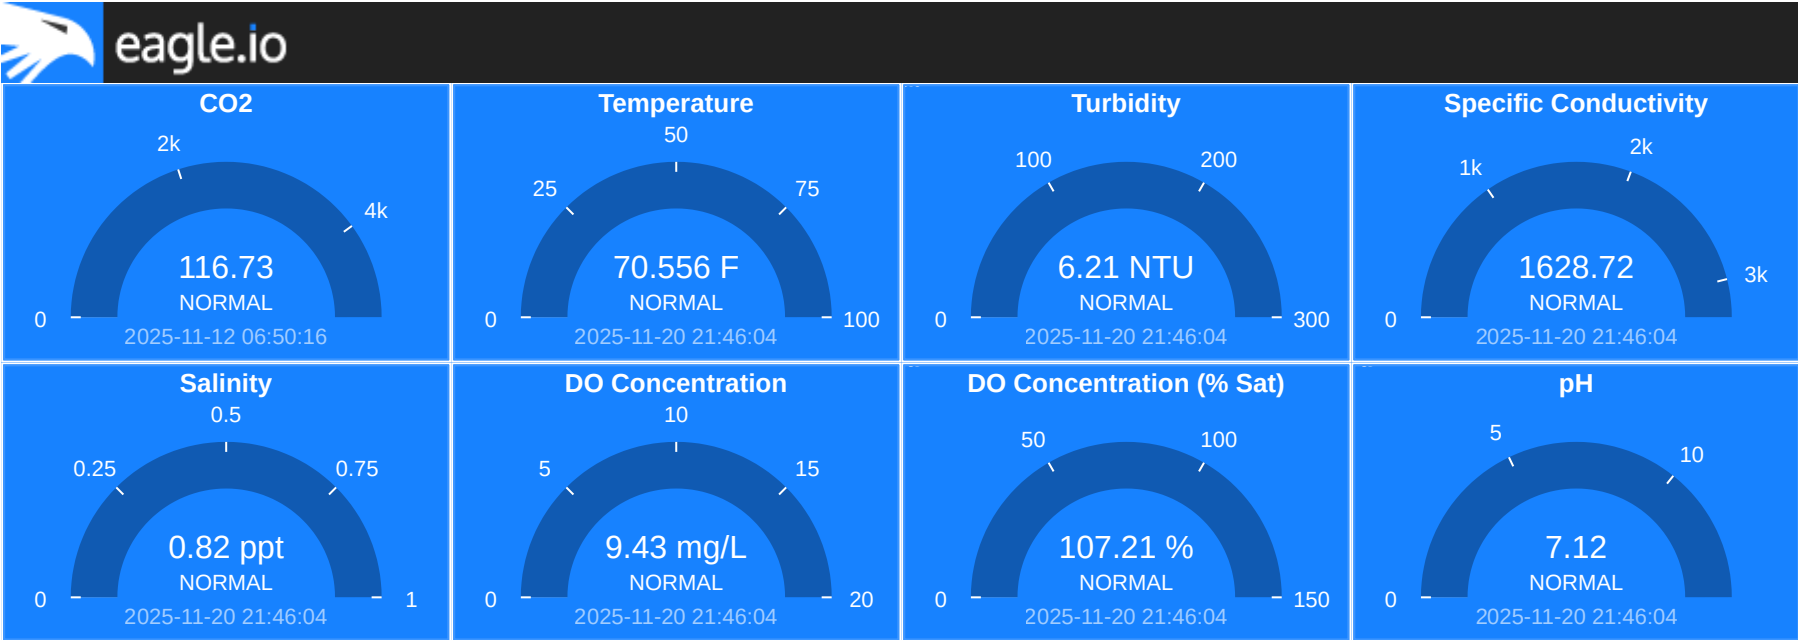 eagle.io
CO2
2k
4k
0
116.73
NORMAL
2025-11-12 06:50:16
Temperature
50
25
75
0
100
70.556 F
NORMAL
2025-11-20 21:46:04
Turbidity
100
200
0
300
6.21 NTU
NORMAL
2025-11-20 21:46:04
Specific Conductivity
2k
1k
3k
0
1628.72
NORMAL
2025-11-20 21:46:04
Salinity
0.5
0.25
0.75
0
1
0.82 ppt
NORMAL
2025-11-20 21:46:04
DO Concentration
10
5
15
0
20
9.43 mg/L
NORMAL
2025-11-20 21:46:04
DO Concentration (% Sat)
50
100
0
150
107.21 %
NORMAL
2025-11-20 21:46:04
pH
5
10
0
7.12
NORMAL
2025-11-20 21:46:04